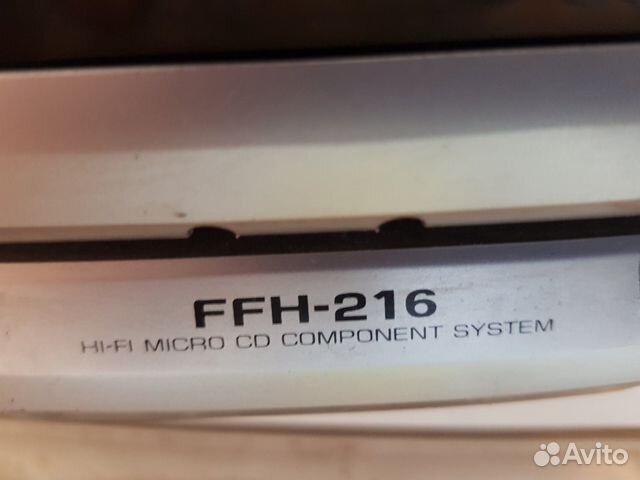 FFH-216
HI-FI MICRO CD COMPONENT SYSTEM
Avito